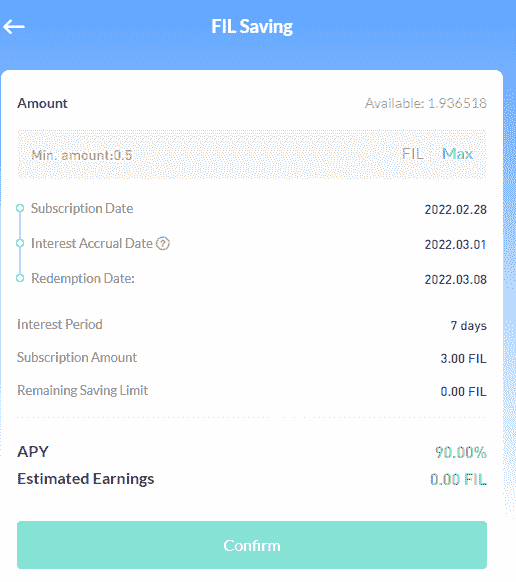 FIL Saving
Amount Available: 1.936518
Min. amount:0.5 FIL Max
Subscription Date 2022.02.28
Interest Accrual Date ? 2022.03.01
Redemption Date: 2022.03.08
Interest Period 7 days
Subscription Amount 3.00 FIL
Remaining Saving Limit 0.00 FIL
APY 90.00%
Estimated Earnings 0.00 FIL
Confirm